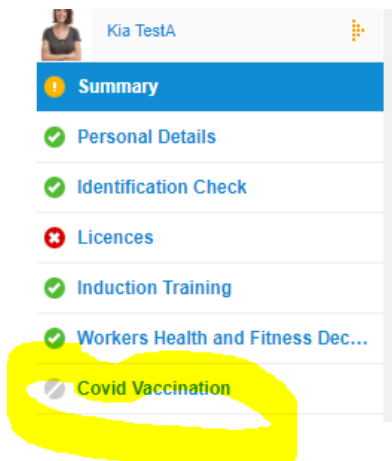 Kia TestA
Summary
Personal Details
Identification Check
Licences
Induction Training
Workers Health and Fitness Dec...
Covid Vaccination